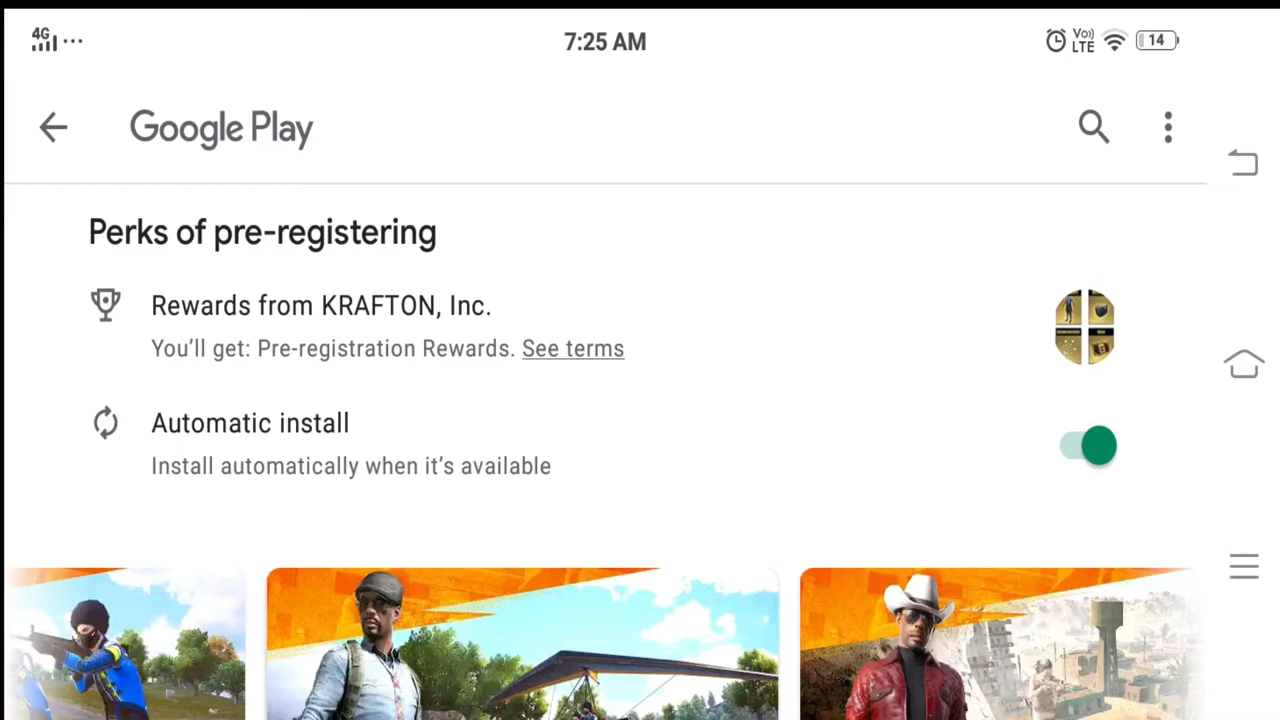 4G 7:25 AM Vo)) LTE 14
Google Play
Perks of pre-registering
Rewards from KRAFTON, Inc.
You'll get: Pre-registration Rewards. See terms
Automatic install
Install automatically when it's available